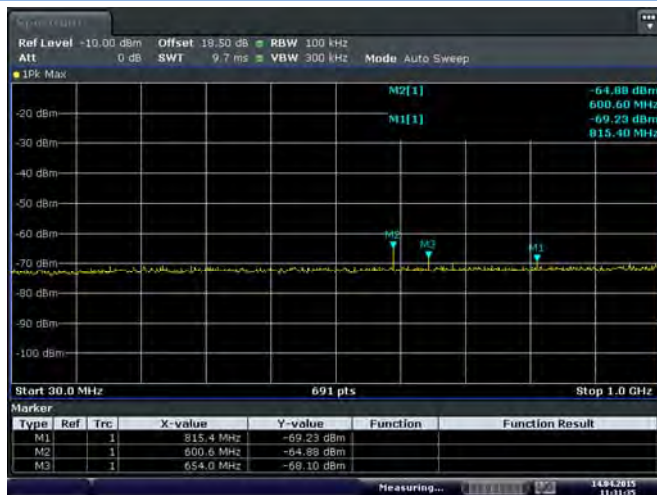 Spectrum
Ref Level -10.00 dBm Offset 18.50 dB RBW 100 kHz
Att 0 dB SWT 9.7 ms VBW 300 kHz Mode Auto Sweep
1Pk Max
M2[1] -64.88 dBm
600.60 MHz
-20 dBm
M1[1] -69.23 dBm
815.40 MHz
-30 dBm
-40 dBm
-50 dBm
-60 dBm
M2
M3
M1
-70 dBm
-80 dBm
-90 dBm
-100 dBm
Start 30.0 MHz 691 pts Stop 1.0 GHz
Marker
Type Ref Trc X-value Y-value Function Function Result
M1 1 815.4 MHz -69.23 dBm
M2 1 600.6 MHz -64.88 dBm
M3 1 654.0 MHz -68.10 dBm
Measuring... 14.04.2015
11:31:35